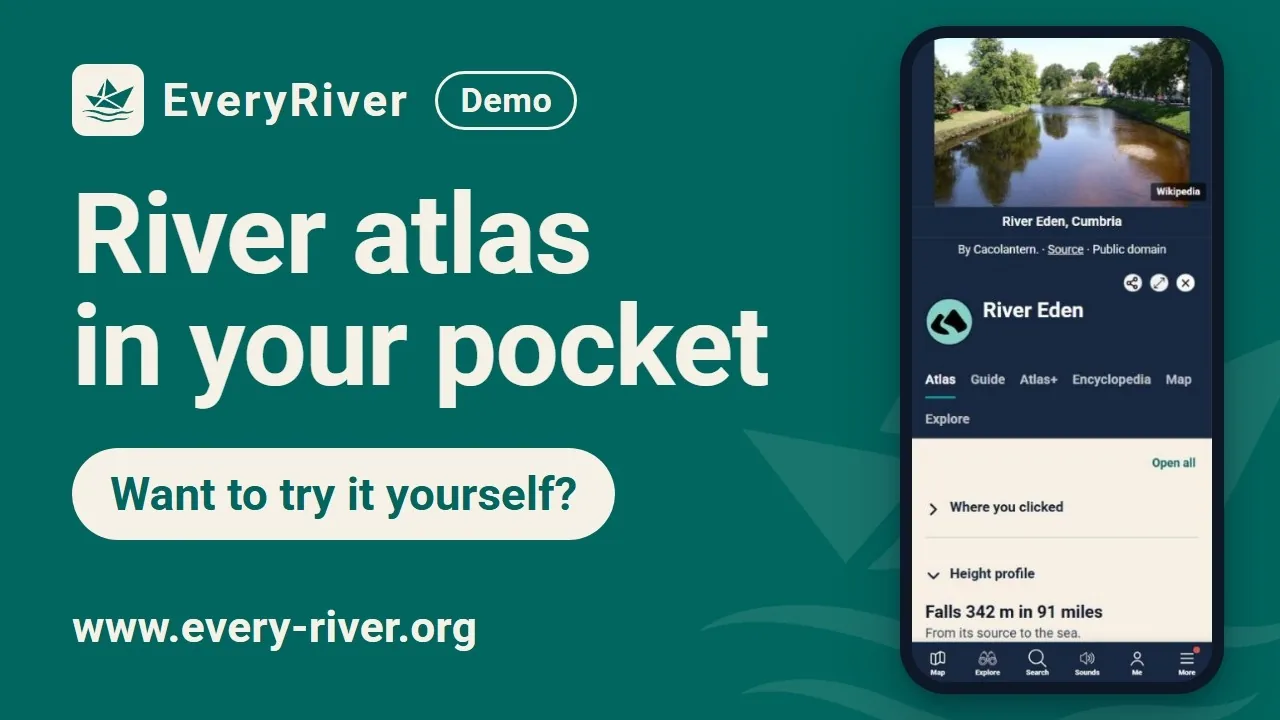 EveryRiver
Demo
River atlas
in your pocket
Want to try it yourself?
www.every-river.org
Wikipedia
River Eden, Cumbria
By Cacolantern. · Source · Public domain
River Eden
Atlas Guide Atlas+ Encyclopedia Map
Explore
Open all
Where you clicked
Height profile
Falls 342 m in 91 miles
From its source to the sea.
Map Explore Search Sounds Me More